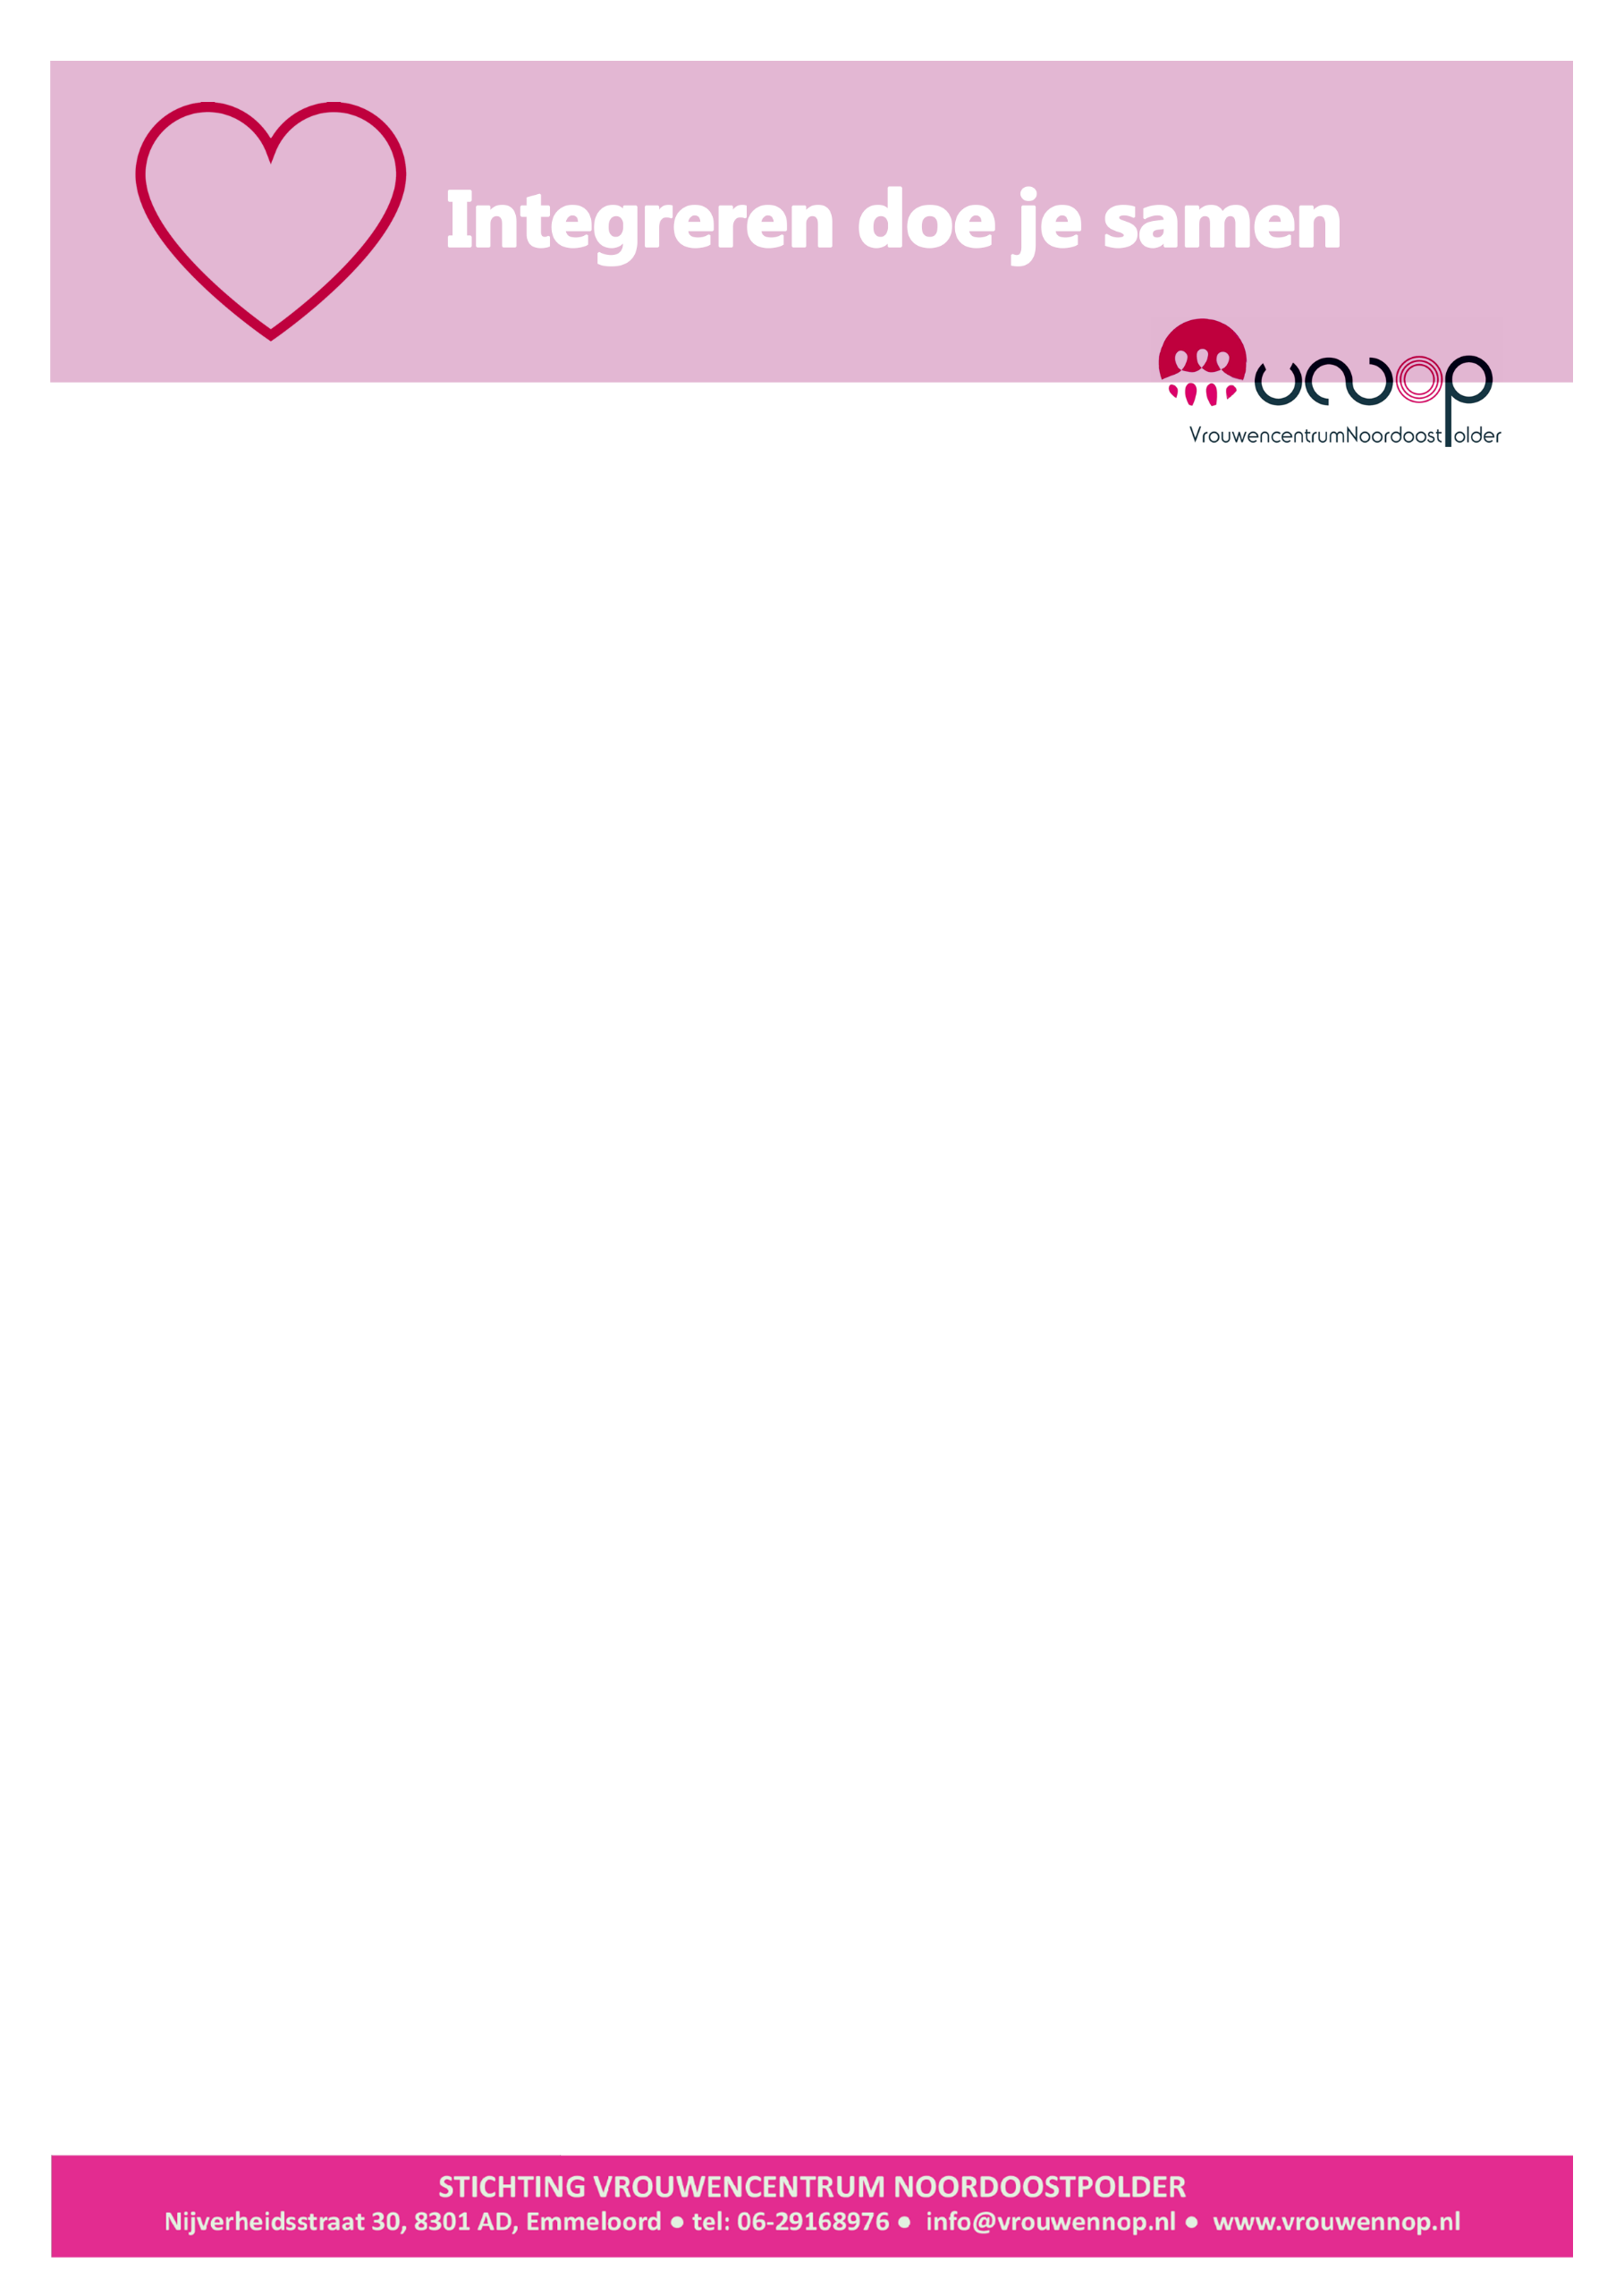 Integreren doe je samen
vcnop
VrouwencentrumNoordoostpolder
STICHTING VROUWENCENTRUM NOORDOOSTPOLDER
Nijverheidsstraat 30, 8301 AD, Emmeloord • tel: 06-29168976 • info@vrouwennop.nl • www.vrouwennop.nl